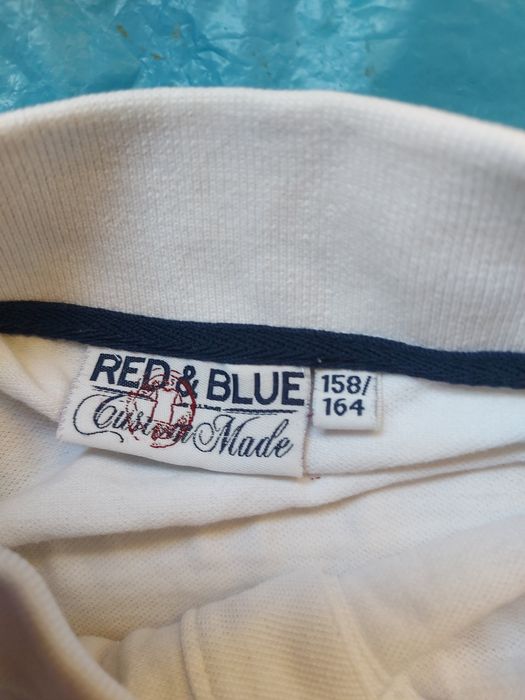 RED & BLUE
Custom Made
158/
164